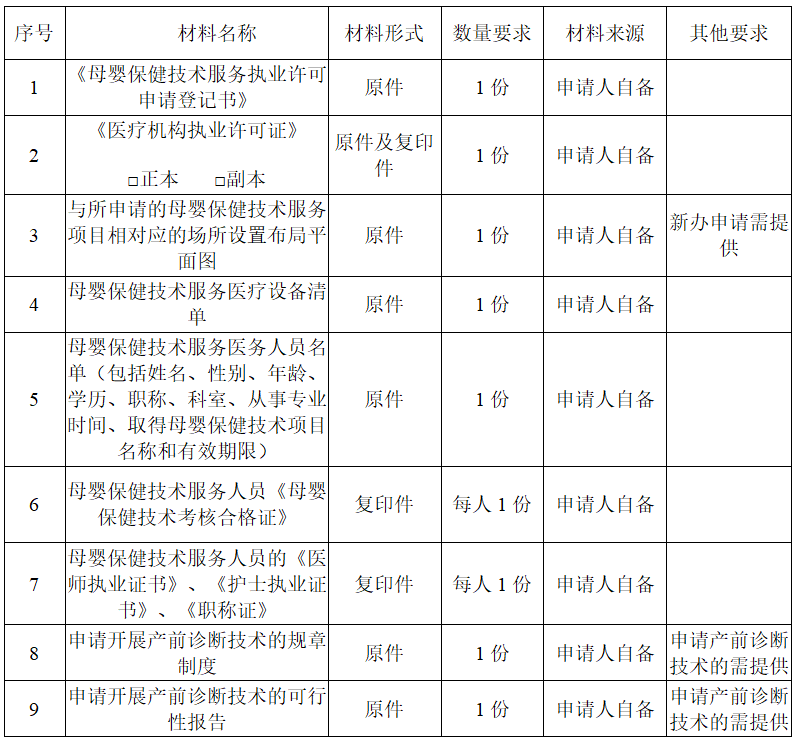 序号 材料名称 材料形式 数量要求 材料来源 其他要求
1 《母婴保健技术服务执业许可申请登记书》 原件 1份 申请人自备
2 《医疗机构执业许可证》 □正本 □副本 原件及复印件 1份 申请人自备
3 与所申请的母婴保健技术服务项目相对应的场所设置布局平面图 原件 1份 申请人自备 新办申请需提供
4 母婴保健技术服务医疗设备清单 原件 1份 申请人自备
5 母婴保健技术服务医务人员名单（包括姓名、性别、年龄、学历、职称、科室、从事专业时间、取得母婴保健技术项目名称和有效期限） 原件 1份 申请人自备
6 母婴保健技术服务人员《母婴保健技术考核合格证》 复印件 每人1份 申请人自备
7 母婴保健技术服务人员的《医师执业证书》、《护士执业证书》、《职称证》 复印件 每人1份 申请人自备
8 申请开展产前诊断技术的规章制度 原件 1份 申请人自备 申请产前诊断技术的需提供
9 申请开展产前诊断技术的可行性报告 原件 1份 申请人自备 申请产前诊断技术的需提供